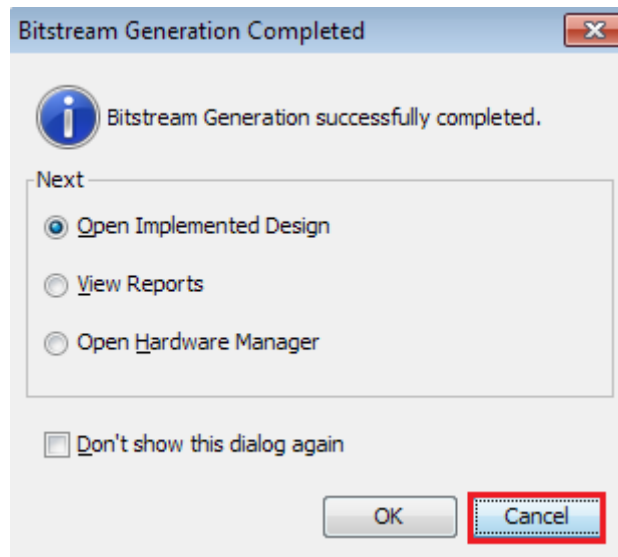 Bitstream Generation Completed
Bitstream Generation successfully completed.
Next
Open Implemented Design
View Reports
Open Hardware Manager
Don't show this dialog again
OK
Cancel